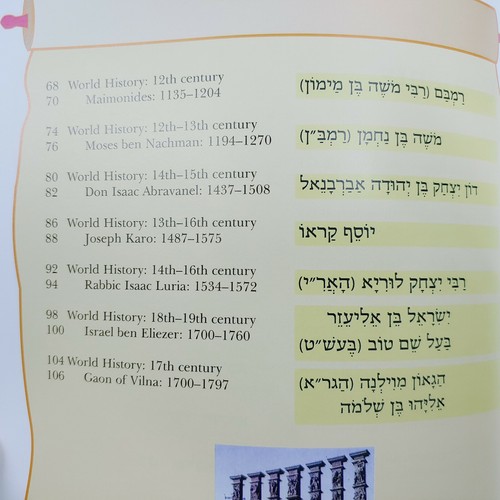 68 World History: 12th century
70 Maimonides: 1135–1204
רַמְבַּם (רַבִּי מֹשֶׁה בֶּן מַימוֹן)
74 World History: 12th–13th century
76 Moses ben Nachman: 1194–1270
מֹשֶׁה בֶּן נַחְמָן (רַמְבַּ"ן)
80 World History: 14th–15th century
82 Don Isaac Abravanel: 1437–1508
דוֹן יִצְחָק בֶּן יְהוּדָה אַבְרַבָנֵאל
86 World History: 13th–16th century
88 Joseph Karo: 1487–1575
יוֹסֵף קַרְאוֹ
92 World History: 14th–16th century
94 Rabbic Isaac Luria: 1534–1572
רַבִּי יִצְחָק לוּרִיָא (הָאֲרִ"י)
98 World History: 18th–19th century
100 Israel ben Eliezer: 1700–1760
יִשְׂרָאֵל בֵּן אֵלִיעֶזֶר
בַּעַל שֵׁם טוֹב (בֶּעשְׁ"ט)
104 World History: 17th century
106 Gaon of Vilna: 1700–1797
הַגָאוֹן מִוִילְנָה (הַגר"א)
אֵלִיָהוּ בֶּן שְׁלֹמֹה